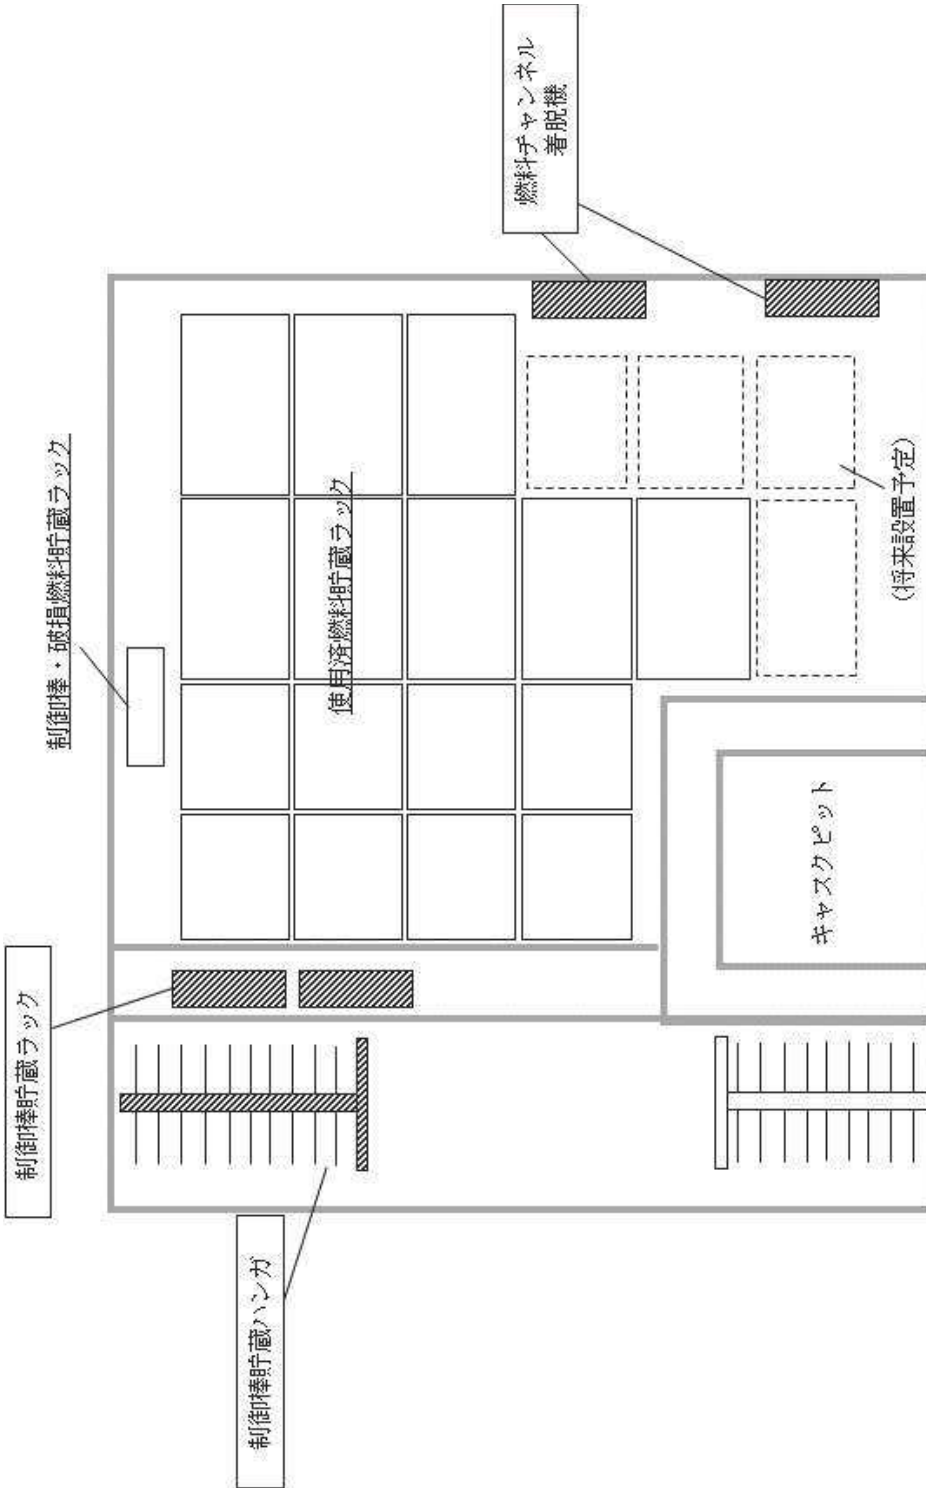 制御棒貯蔵ハンガ
制御棒貯蔵ラック
制御棒・破損燃料貯蔵ラック
使用済燃料貯蔵ラック
キャスクピット
(将来設置予定)
燃料チャンネル
着脱機